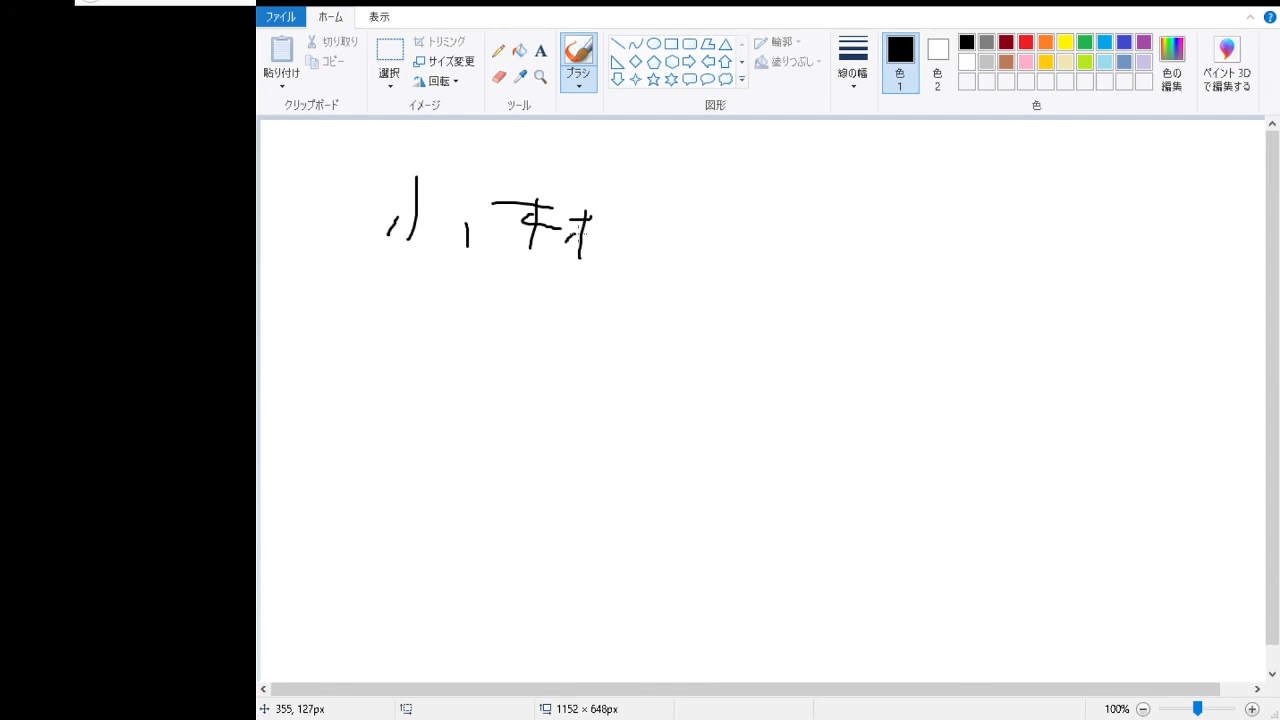 ファイル ホーム 表示
切り取り トリミング 輪郭
コピー サイズ変更 塗りつぶし
貼り付け 選択 回転 A ブラシ 線の幅 色 1 色 2 色の編集 ペイント 3D で編集する
クリップボード イメージ ツール 図形 色
小
355, 127px 1152 × 648px 100%